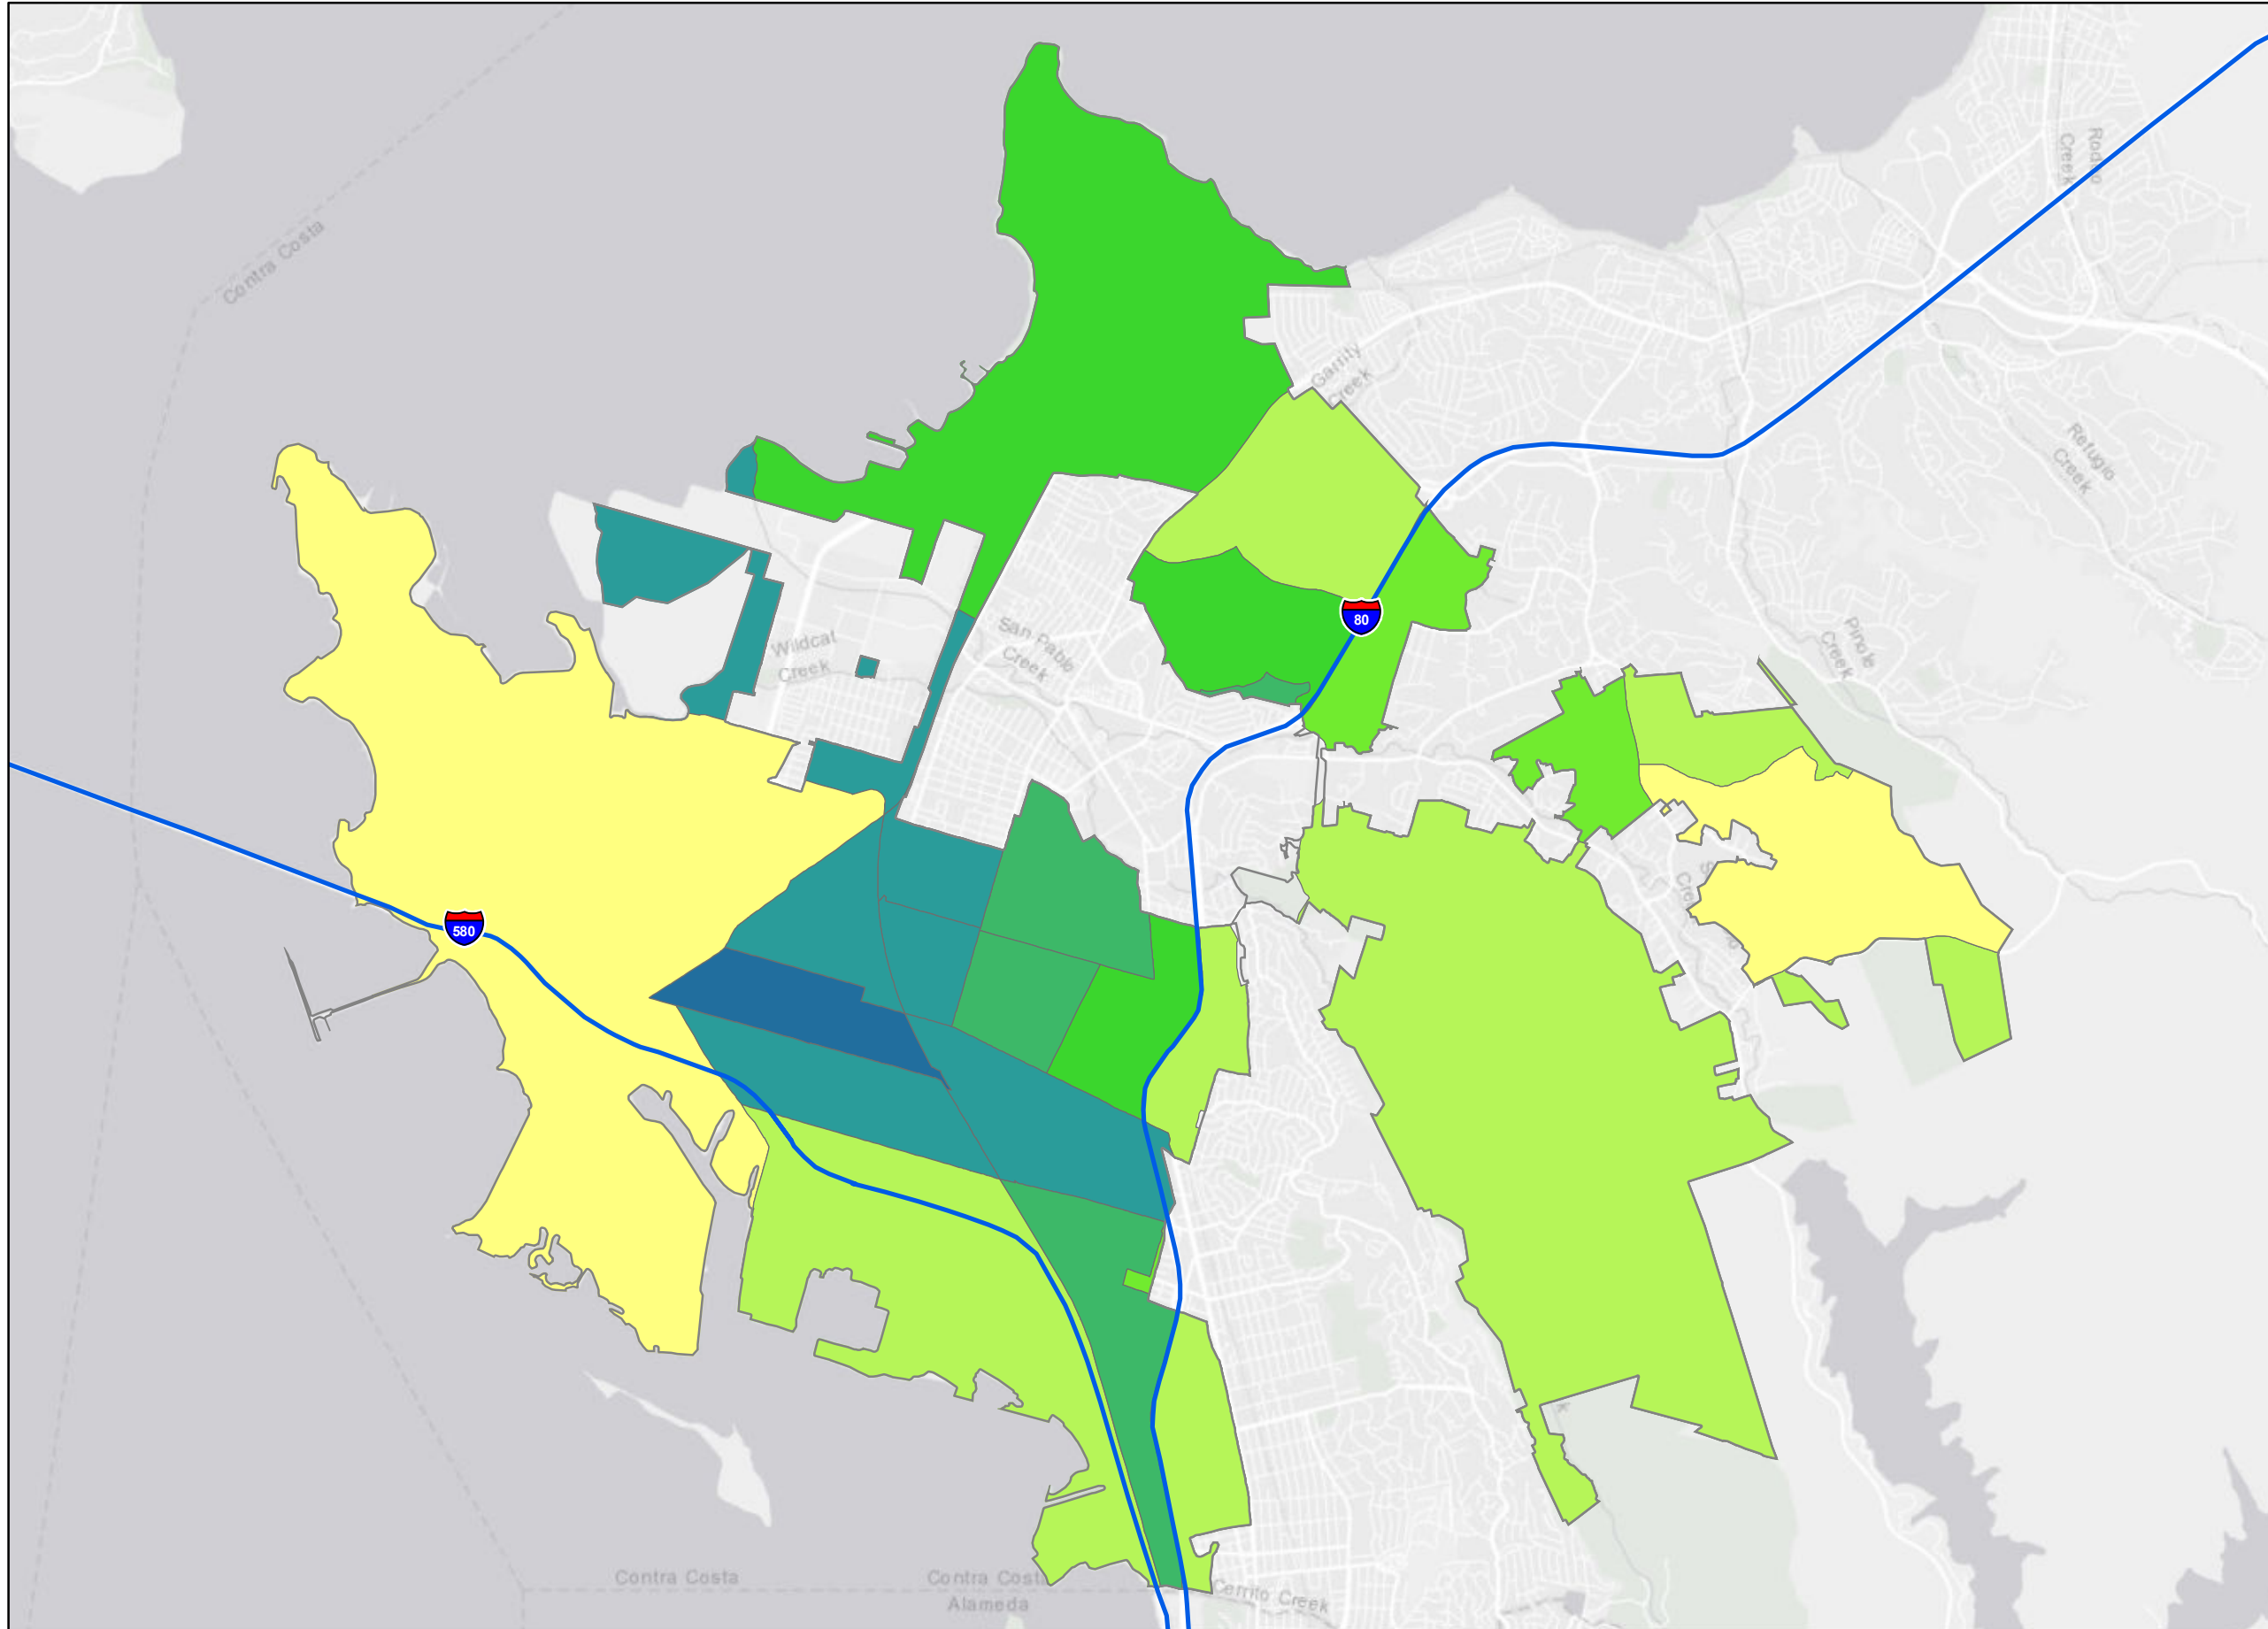 Contra Costa
Rodeo
Creek
Garrity
Creek
Refugio
Creek
80
Wildcat
Creek
San Pablo
Creek
Pinole
Creek
580
Contra Costa
Contra Costa
Alameda
Cerrito Creek